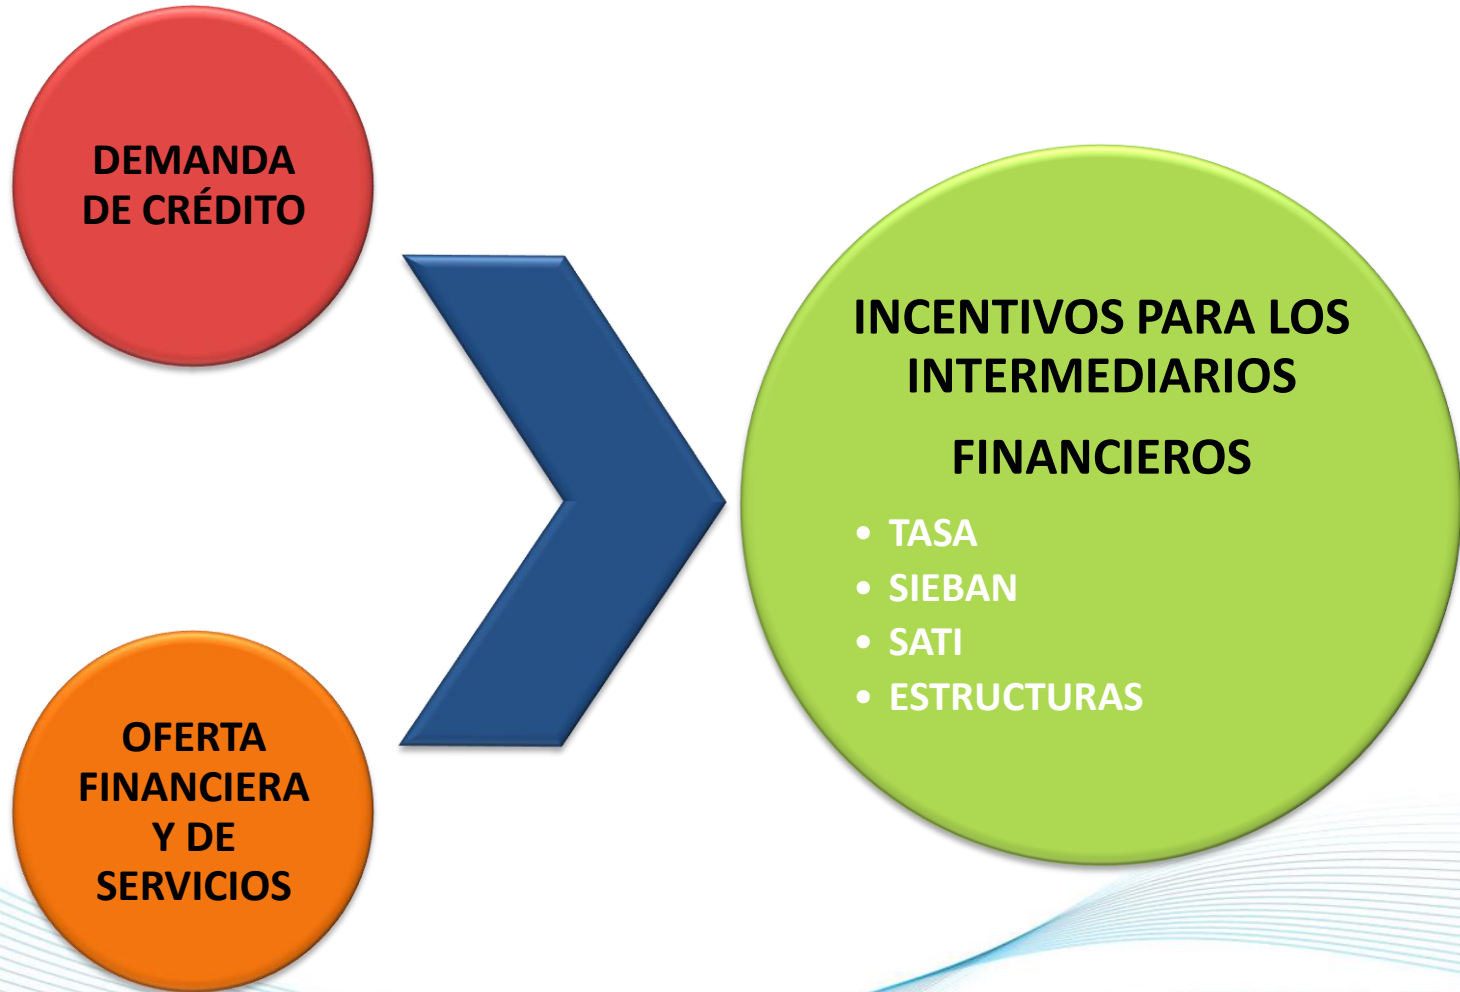 DEMANDA
DE CRÉDITO
OFERTA
FINANCIERA
Y DE
SERVICIOS
INCENTIVOS PARA LOS
INTERMEDIARIOS
FINANCIEROS
• TASA
• SIEBAN
• SATI
• ESTRUCTURAS